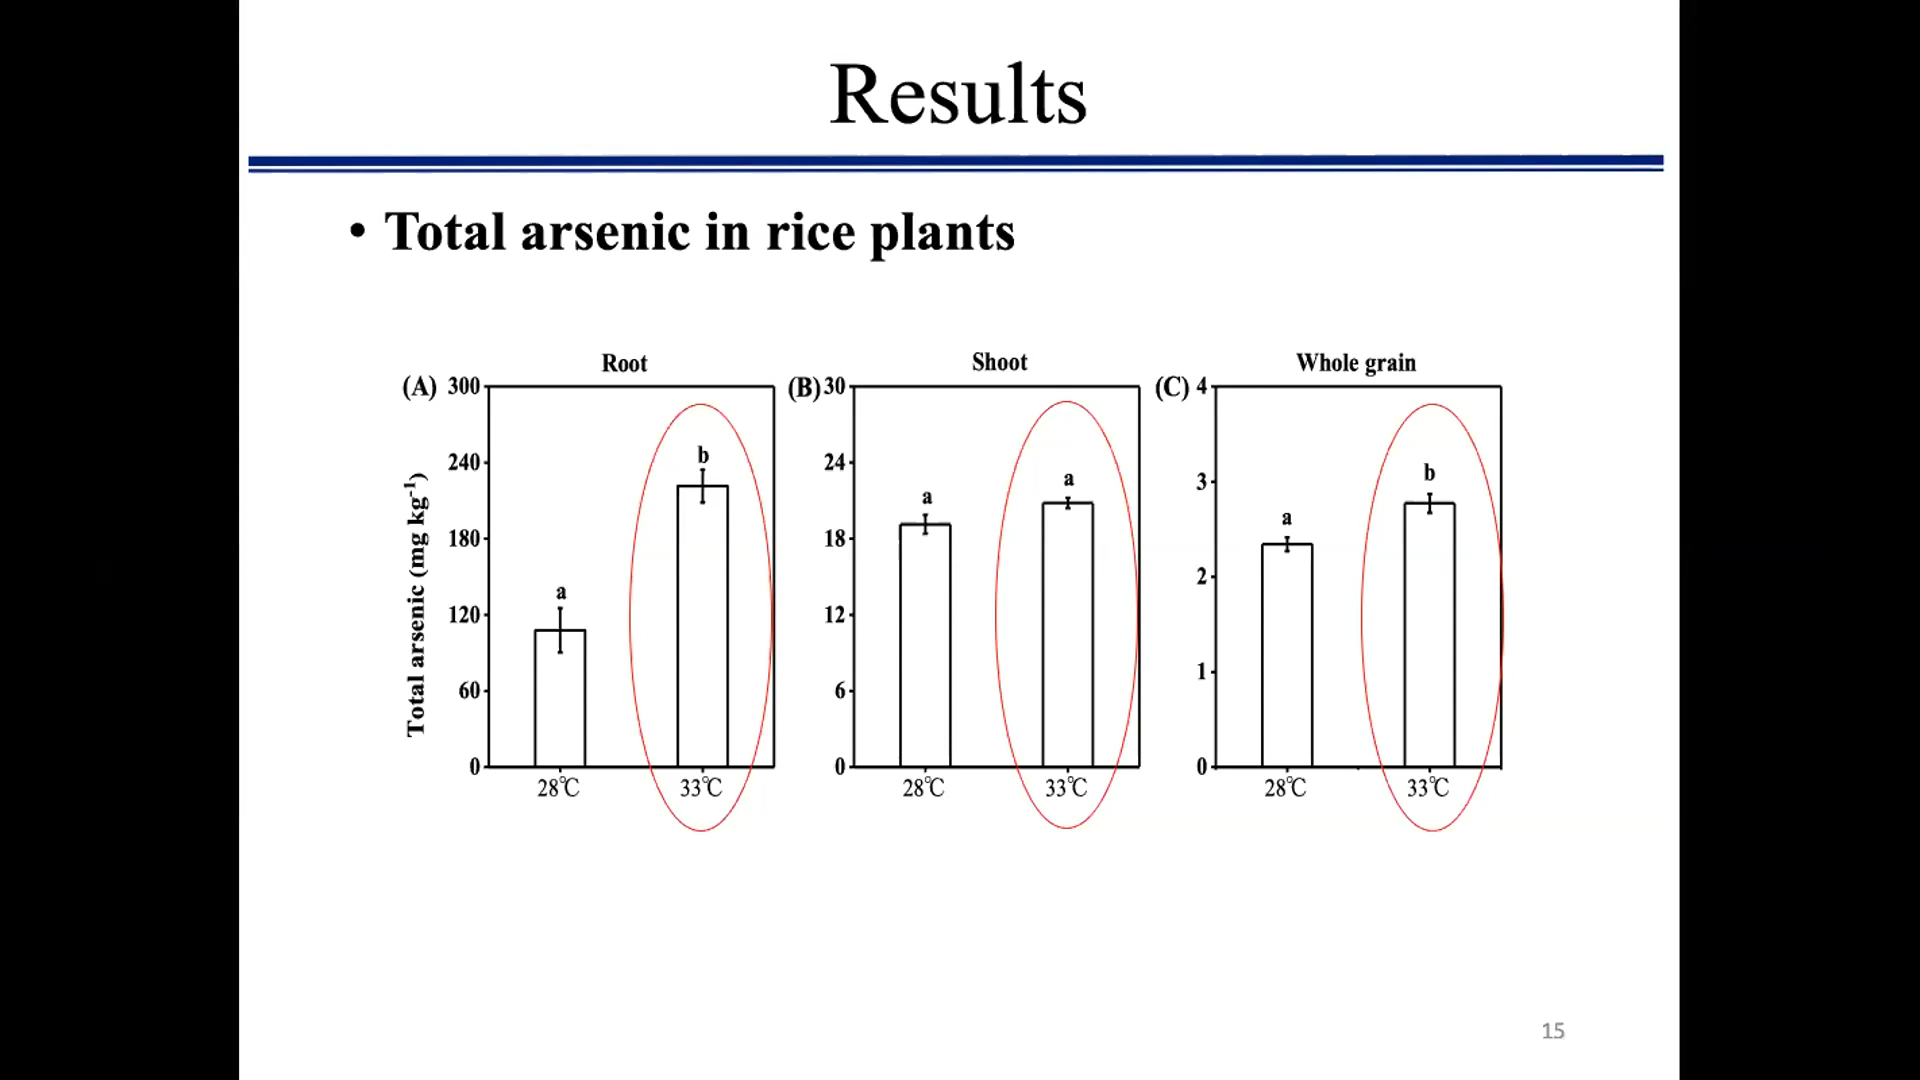 Results
• Total arsenic in rice plants
Root
Shoot
Whole grain
(A)
300
240
180
120
60
0
Total arsenic (mg kg⁻¹)
a
b
28℃
33℃
(B)
30
24
18
12
6
0
a
a
28℃
33℃
(C)
4
3
2
1
0
a
b
28℃
33℃
15